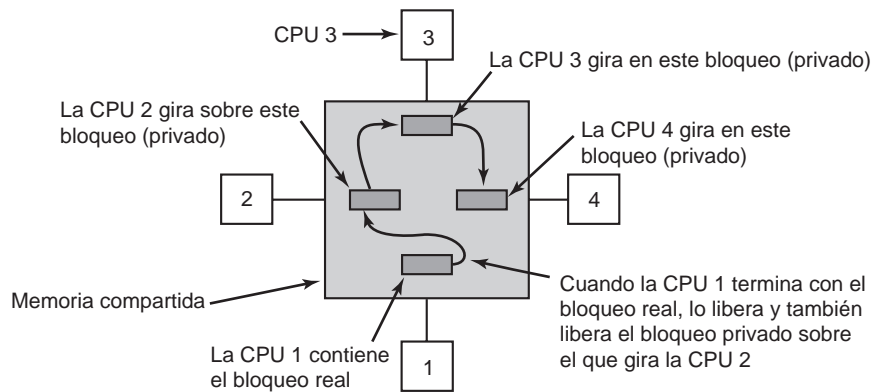 CPU 3
3
La CPU 3 gira en este bloqueo (privado)
La CPU 2 gira sobre este
bloqueo (privado)
La CPU 4 gira en este
bloqueo (privado)
2
4
Memoria compartida
Cuando la CPU 1 termina con el
bloqueo real, lo libera y también
libera el bloqueo privado sobre
el que gira la CPU 2
La CPU 1 contiene
el bloqueo real
1